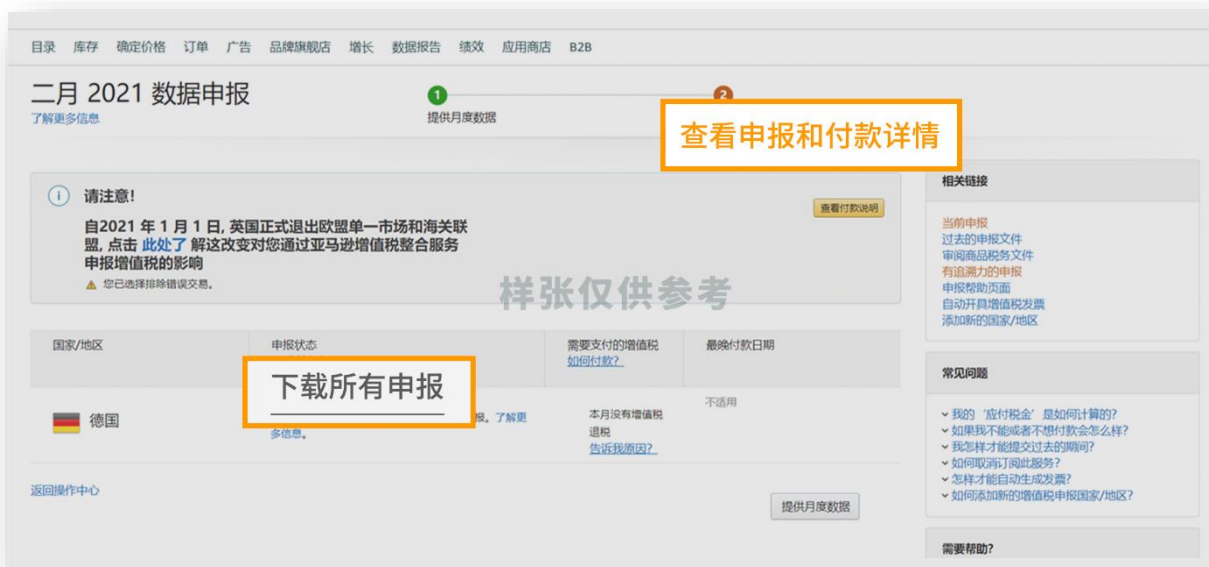 目录 库存 确定价格 订单 广告 品牌旗舰店 增长 数据报告 绩效 应用商店 B2B
二月 2021 数据申报
了解更多信息
1
提供月度数据
2
查看申报和付款详情
请注意!
自2021 年 1 月 1 日, 英国正式退出欧盟单一市场和海关联
盟, 点击 此处了 解这改变对您通过亚马逊增值税整合服务
申报增值税的影响
您已选择排除错误交易。
查看付款说明
样张仅供参考
国家/地区 申报状态 需要支付的增值税 最晚付款日期
如何付款?
下载所有申报
德国
报。了解更
多信息。
本月没有增值税
退税
告诉我原因?
不适用
返回操作中心
提供月度数据
相关链接
当前申报
过去的申报文件
审阅商品税务文件
有追溯力的申报
申报帮助页面
自动开具增值税发票
添加新的国家/地区
常见问题
我的‘应付税金’是如何计算的?
如果我不能或者不想付款会怎么样?
我怎样才能提交过去的期间?
如何取消订阅此服务?
怎样才能自动生成发票?
如何添加新的增值税申报国家/地区?
需要帮助?